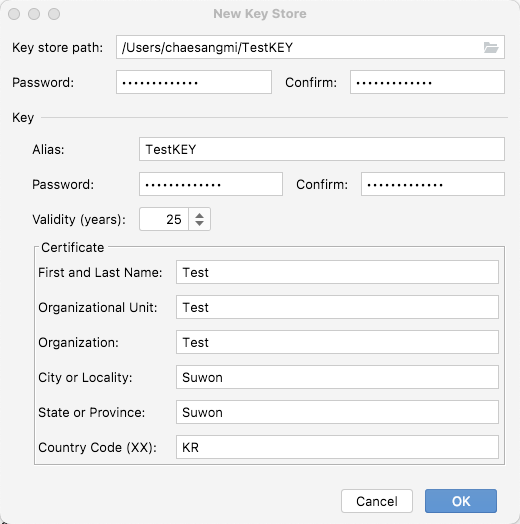 New Key Store
Key store path: /Users/chaesangmi/TestKEY
Password: ••••••••••••• Confirm: •••••••••••••
Key
Alias: TestKEY
Password: ••••••••••••• Confirm: •••••••••••••
Validity (years): 25
Certificate
First and Last Name: Test
Organizational Unit: Test
Organization: Test
City or Locality: Suwon
State or Province: Suwon
Country Code (XX): KR
Cancel OK